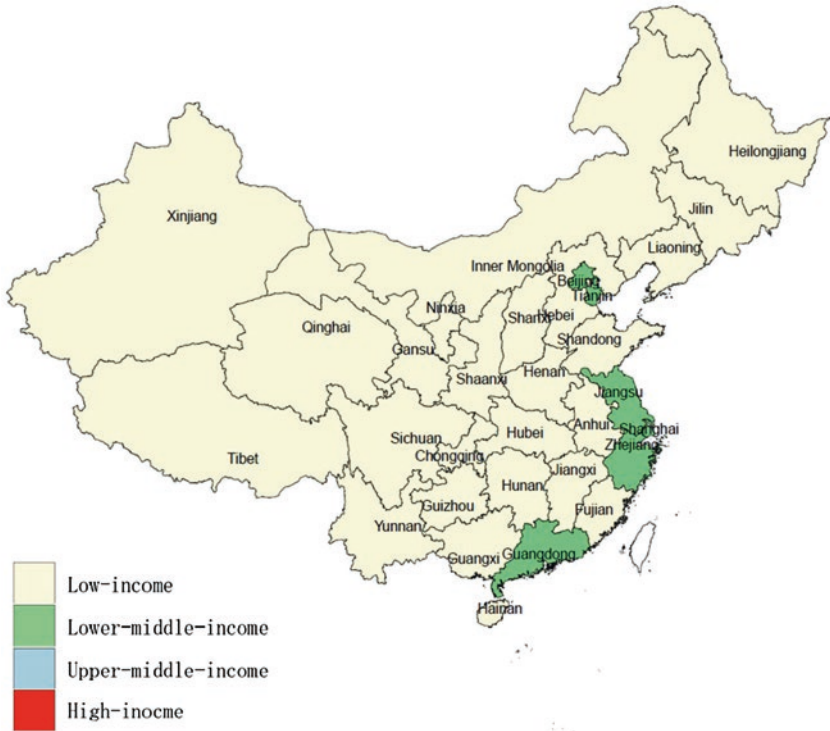 Heilongjiang
Jilin
Xinjiang
Liaoning
Inner Mongolia
Beijing
Tianjin
Ninxia
Shanxi
Hebei
Qinghai
Shandong
Gansu
Henan
Shaanxi
Jiangsu
Anhui
Shanghai
Hubei
Zhejiang
Sichuan
Chongqing
Tibet
Jiangxi
Hunan
Guizhou
Fujian
Yunnan
Guangdong
Guangxi
Hainan
Low-income
Lower-middle-income
Upper-middle-income
High-inocme